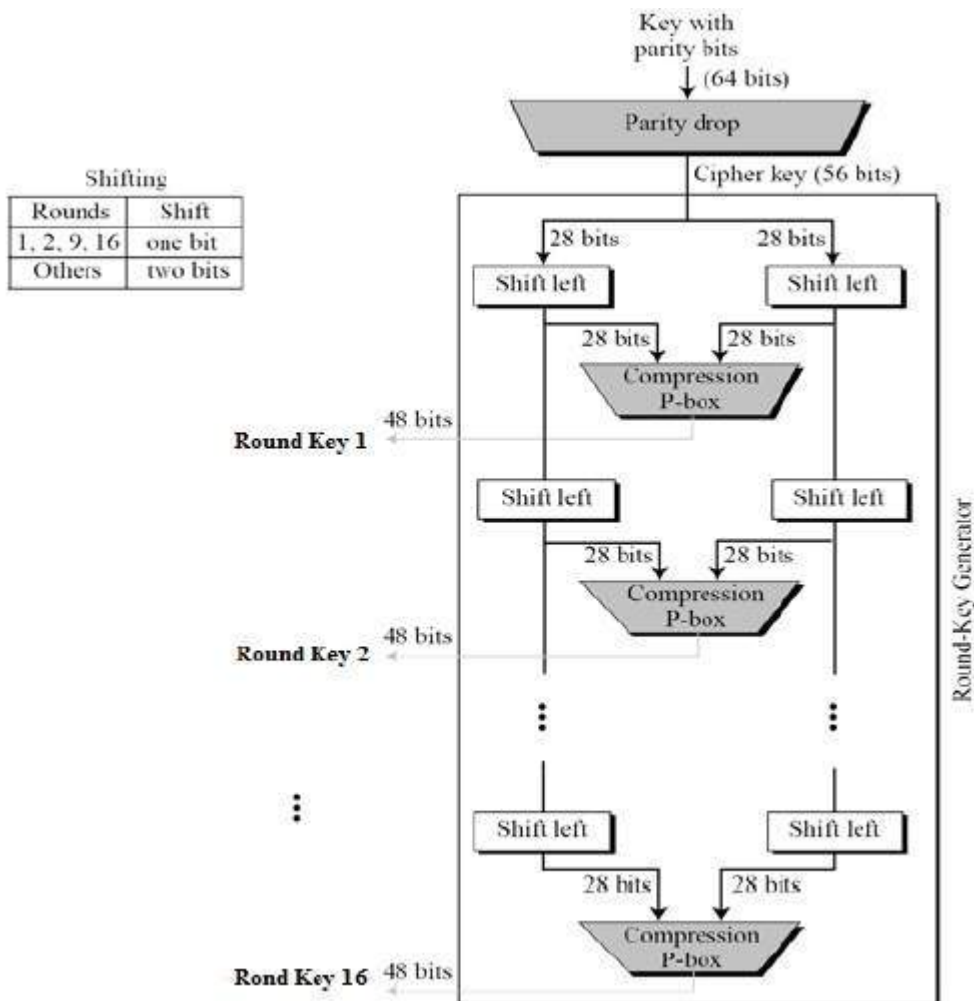 Key with
parity bits
(64 bits)
Parity drop
Cipher key (56 bits)
Shifting
Rounds Shift
1, 2, 9, 16 one bit
Others two bits
28 bits 28 bits
Shift left Shift left
28 bits 28 bits
Compression
P-box
48 bits
Round Key 1
Shift left Shift left
28 bits 28 bits
Compression
P-box
48 bits
Round Key 2
Round-Key Generator
Shift left Shift left
28 bits 28 bits
Compression
P-box
Rond Key 16 48 bits